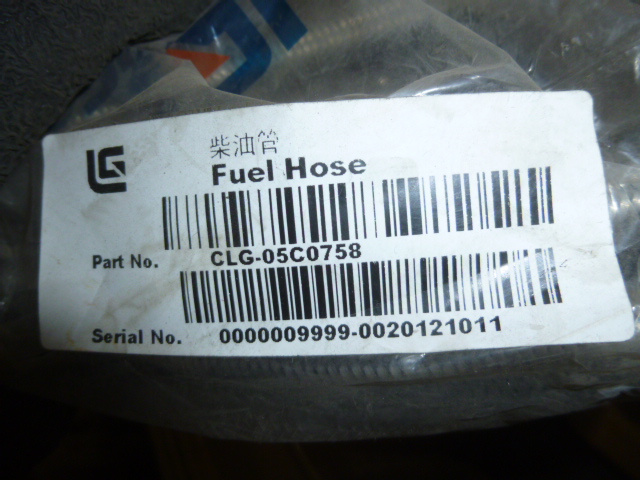 柴油管
Fuel Hose
Part No. CLG-05C0758
Serial No. 0000009999-0020121011